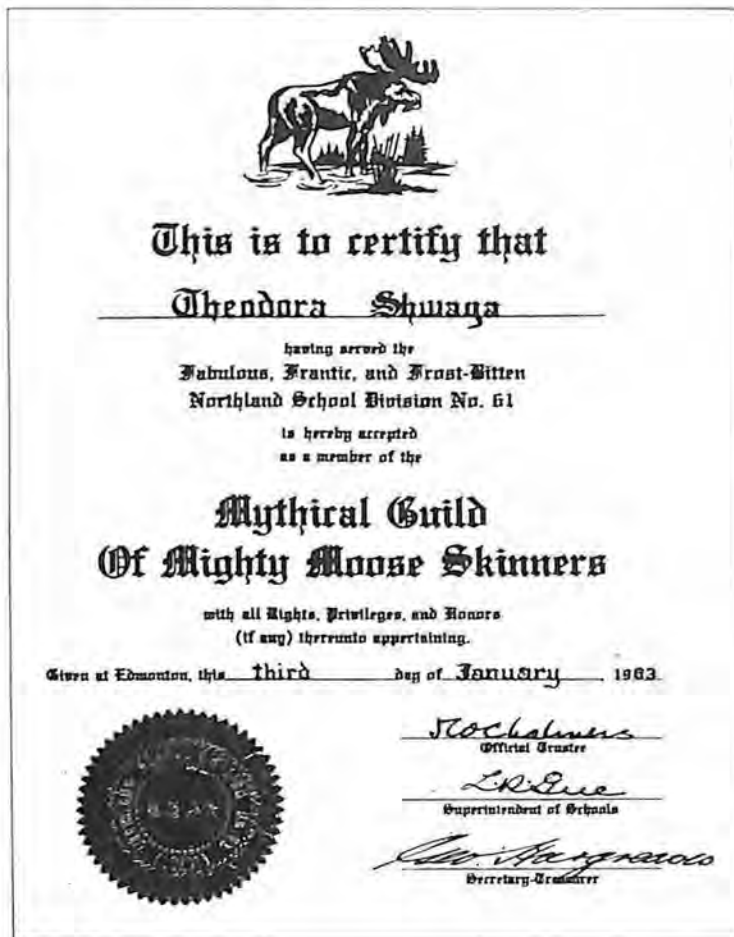 This is to certify that
Theodora Shwaga
having served the
Fabulous, Frantic, and Frost-Bitten
Northland School Division No. 61
is hereby accepted
as a member of the
Mythical Guild
Of Mighty Moose Skinners
with all Rights, Privileges, and Honors
(if any) thereunto appertaining.
Given at Edmonton, this third day of January, 1963
Official Trustee
Superintendent of Schools
Geo. Hargreaves
Secretary-Treasurer